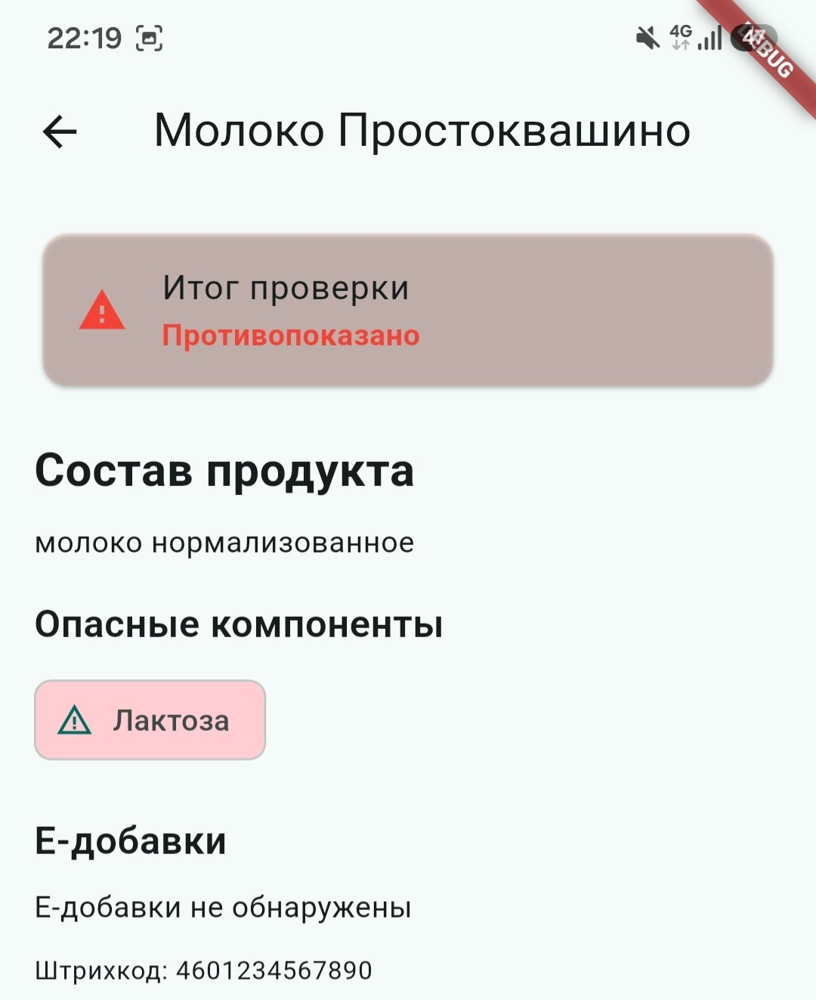 22:19
4G
DEBUG
Молоко Простоквашино
Итог проверки
Противопоказано
Состав продукта
молоко нормализованное
Опасные компоненты
Лактоза
Е-добавки
Е-добавки не обнаружены
Штрихкод: 4601234567890